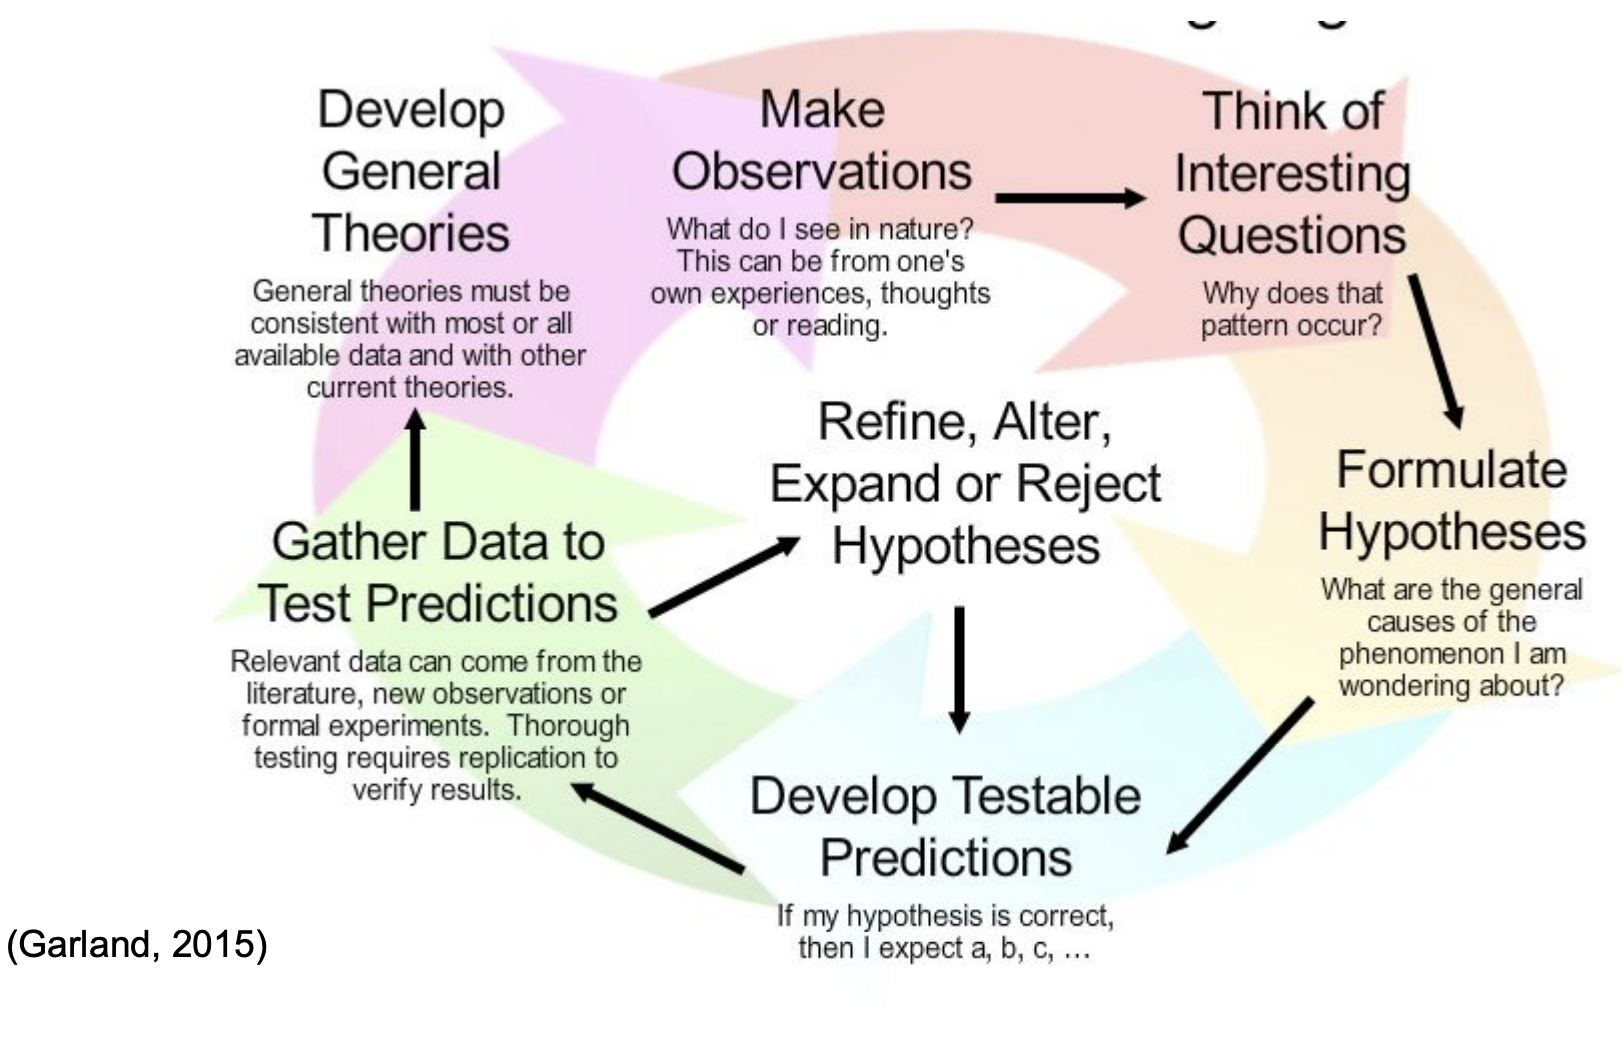 Make
Observations
What do I see in nature?
This can be from one's
own experiences, thoughts
or reading.
Think of
Interesting
Questions
Why does that
pattern occur?
Formulate
Hypotheses
What are the general
causes of the
phenomenon I am
wondering about?
Develop Testable
Predictions
If my hypothesis is correct,
then I expect a, b, c, …
Gather Data to
Test Predictions
Relevant data can come from the
literature, new observations or
formal experiments.  Thorough
testing requires replication to
verify results.
Refine, Alter,
Expand or Reject
Hypotheses
Develop
General
Theories
General theories must be
consistent with most or all
available data and with other
current theories.
(Garland, 2015)